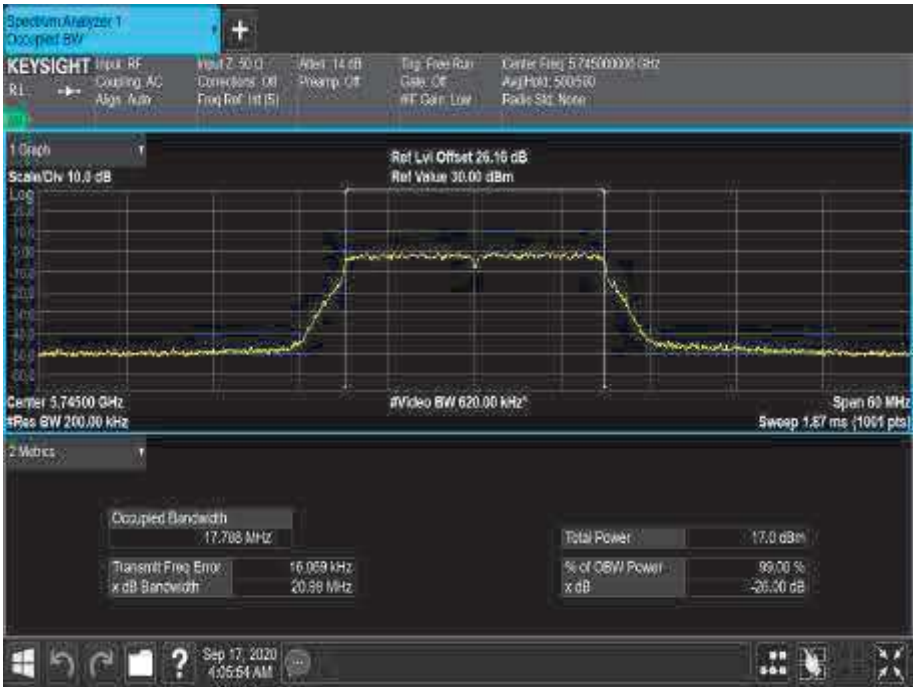 Spectrum Analyzer 1
Occupied BW
KEYSIGHT
Input: RF
Coupling: AC
Align: Auto
Input Z: 50 Ω
Corrections: Off
Freq Ref: Int (S)
Atten: 14 dB
Preamp: Off
Trig: Free Run
Gate: Off
#IF Gain: Low
Center Freq: 5.745000000 GHz
Avg|Hold: 500/500
Radio Std: None
1 Graph
Scale/Div 10.0 dB
Ref Lvl Offset 26.16 dB
Ref Value 30.00 dBm
Log
Center 5.74500 GHz
#Res BW 200.00 kHz
#Video BW 620.00 kHz*
Span 60 MHz
Sweep 1.87 ms (1001 pts)
2 Metrics
Occupied Bandwidth
17.788 MHz
Total Power 17.0 dBm
Transmit Freq Error 16.069 kHz
x dB Bandwidth 20.98 MHz
% of OBW Power 99.00 %
x dB -26.00 dB
Sep 17, 2020
4:05:54 AM